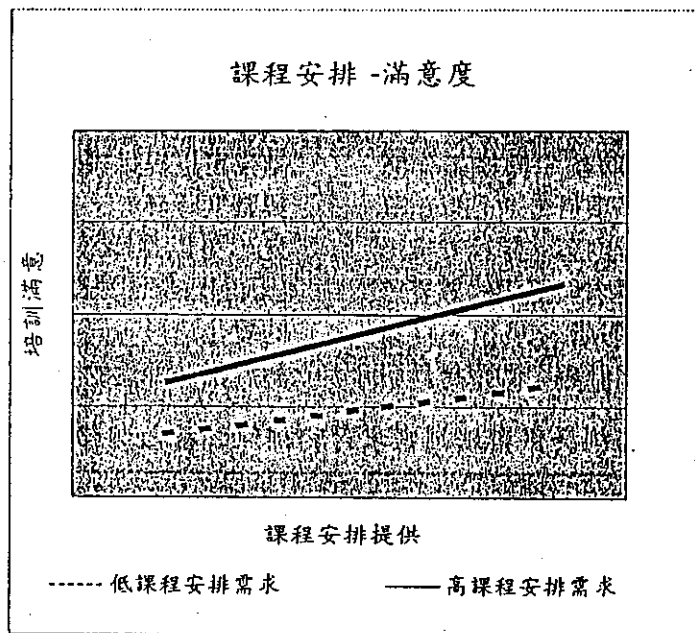 課程安排 -滿意度
培訓滿意
課程安排提供
------ 低課程安排需求
—— 高課程安排需求